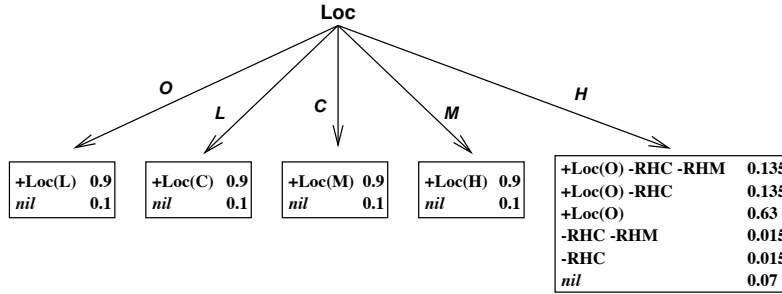 Loc
O
L
C
M
H
+Loc(L) 0.9
nil 0.1
+Loc(C) 0.9
nil 0.1
+Loc(M) 0.9
nil 0.1
+Loc(H) 0.9
nil 0.1
+Loc(O) -RHC -RHM 0.135
+Loc(O) -RHC 0.135
+Loc(O) 0.63
-RHC -RHM 0.015
-RHC 0.015
nil 0.07